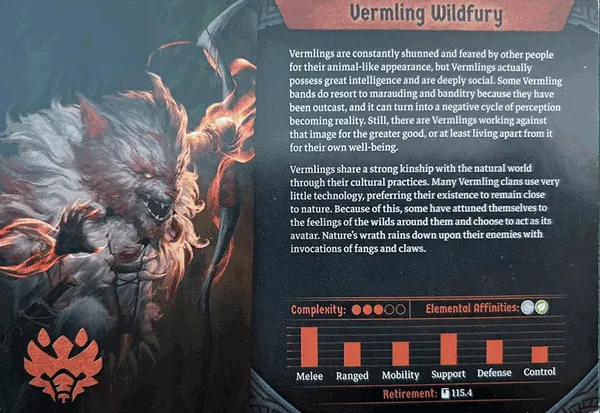 Vermling Wildfury
Vermlings are constantly shunned and feared by other people
for their animal-like appearance, but Vermlings actually
possess great intelligence and are deeply social. Some Vermling
bands do resort to marauding and banditry because they have
been outcast, and it can turn into a negative cycle of perception
becoming reality. Still, there are Vermlings working against
that image for the greater good, or at least living apart from it
for their own well-being.
Vermlings share a strong kinship with the natural world
through their cultural practices. Many Vermling clans use very
little technology, preferring their existence to remain close
to nature. Because of this, some have attuned themselves to
the feelings of the wilds around them and choose to act as its
avatar. Nature's wrath rains down upon their enemies with
invocations of fangs and claws.
Complexity: Elemental Affinities:
Melee Ranged Mobility Support Defense Control
Retirement: 115.4